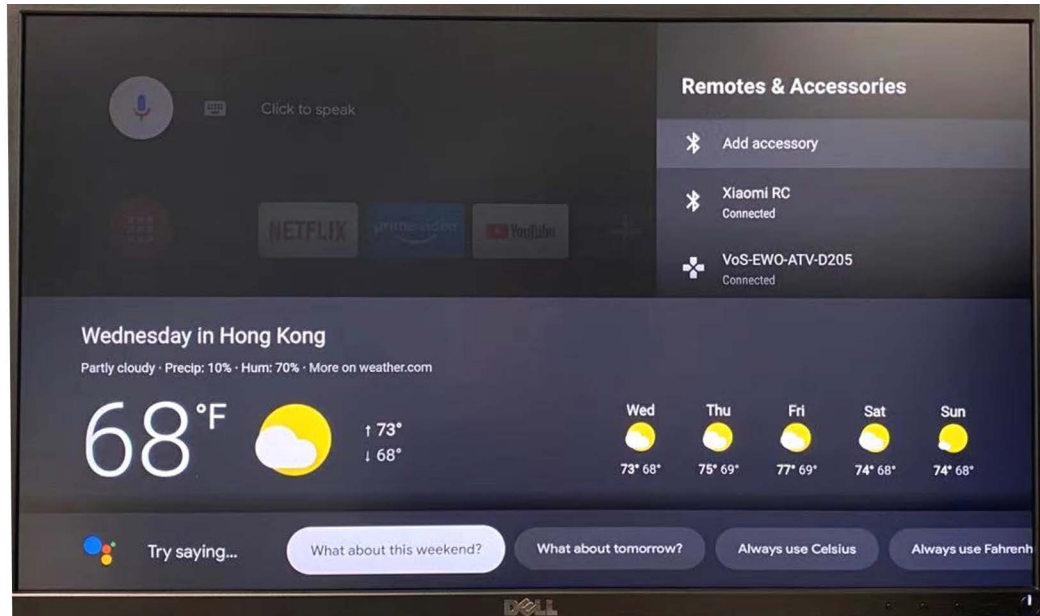 Click to speak
NETFLIX
prime video
YouTube
Remotes & Accessories
Add accessory
Xiaomi RC
Connected
VoS-EWO-ATV-D205
Connected
Wednesday in Hong Kong
Partly cloudy · Precip: 10% · Hum: 70% · More on weather.com
68 °F
↑ 73°
↓ 68°
Wed Thu Fri Sat Sun
73° 68° 75° 69° 77° 69° 74° 68° 74° 68°
Try saying...
What about this weekend?
What about tomorrow?
Always use Celsius
Always use Fahrenh
DELL